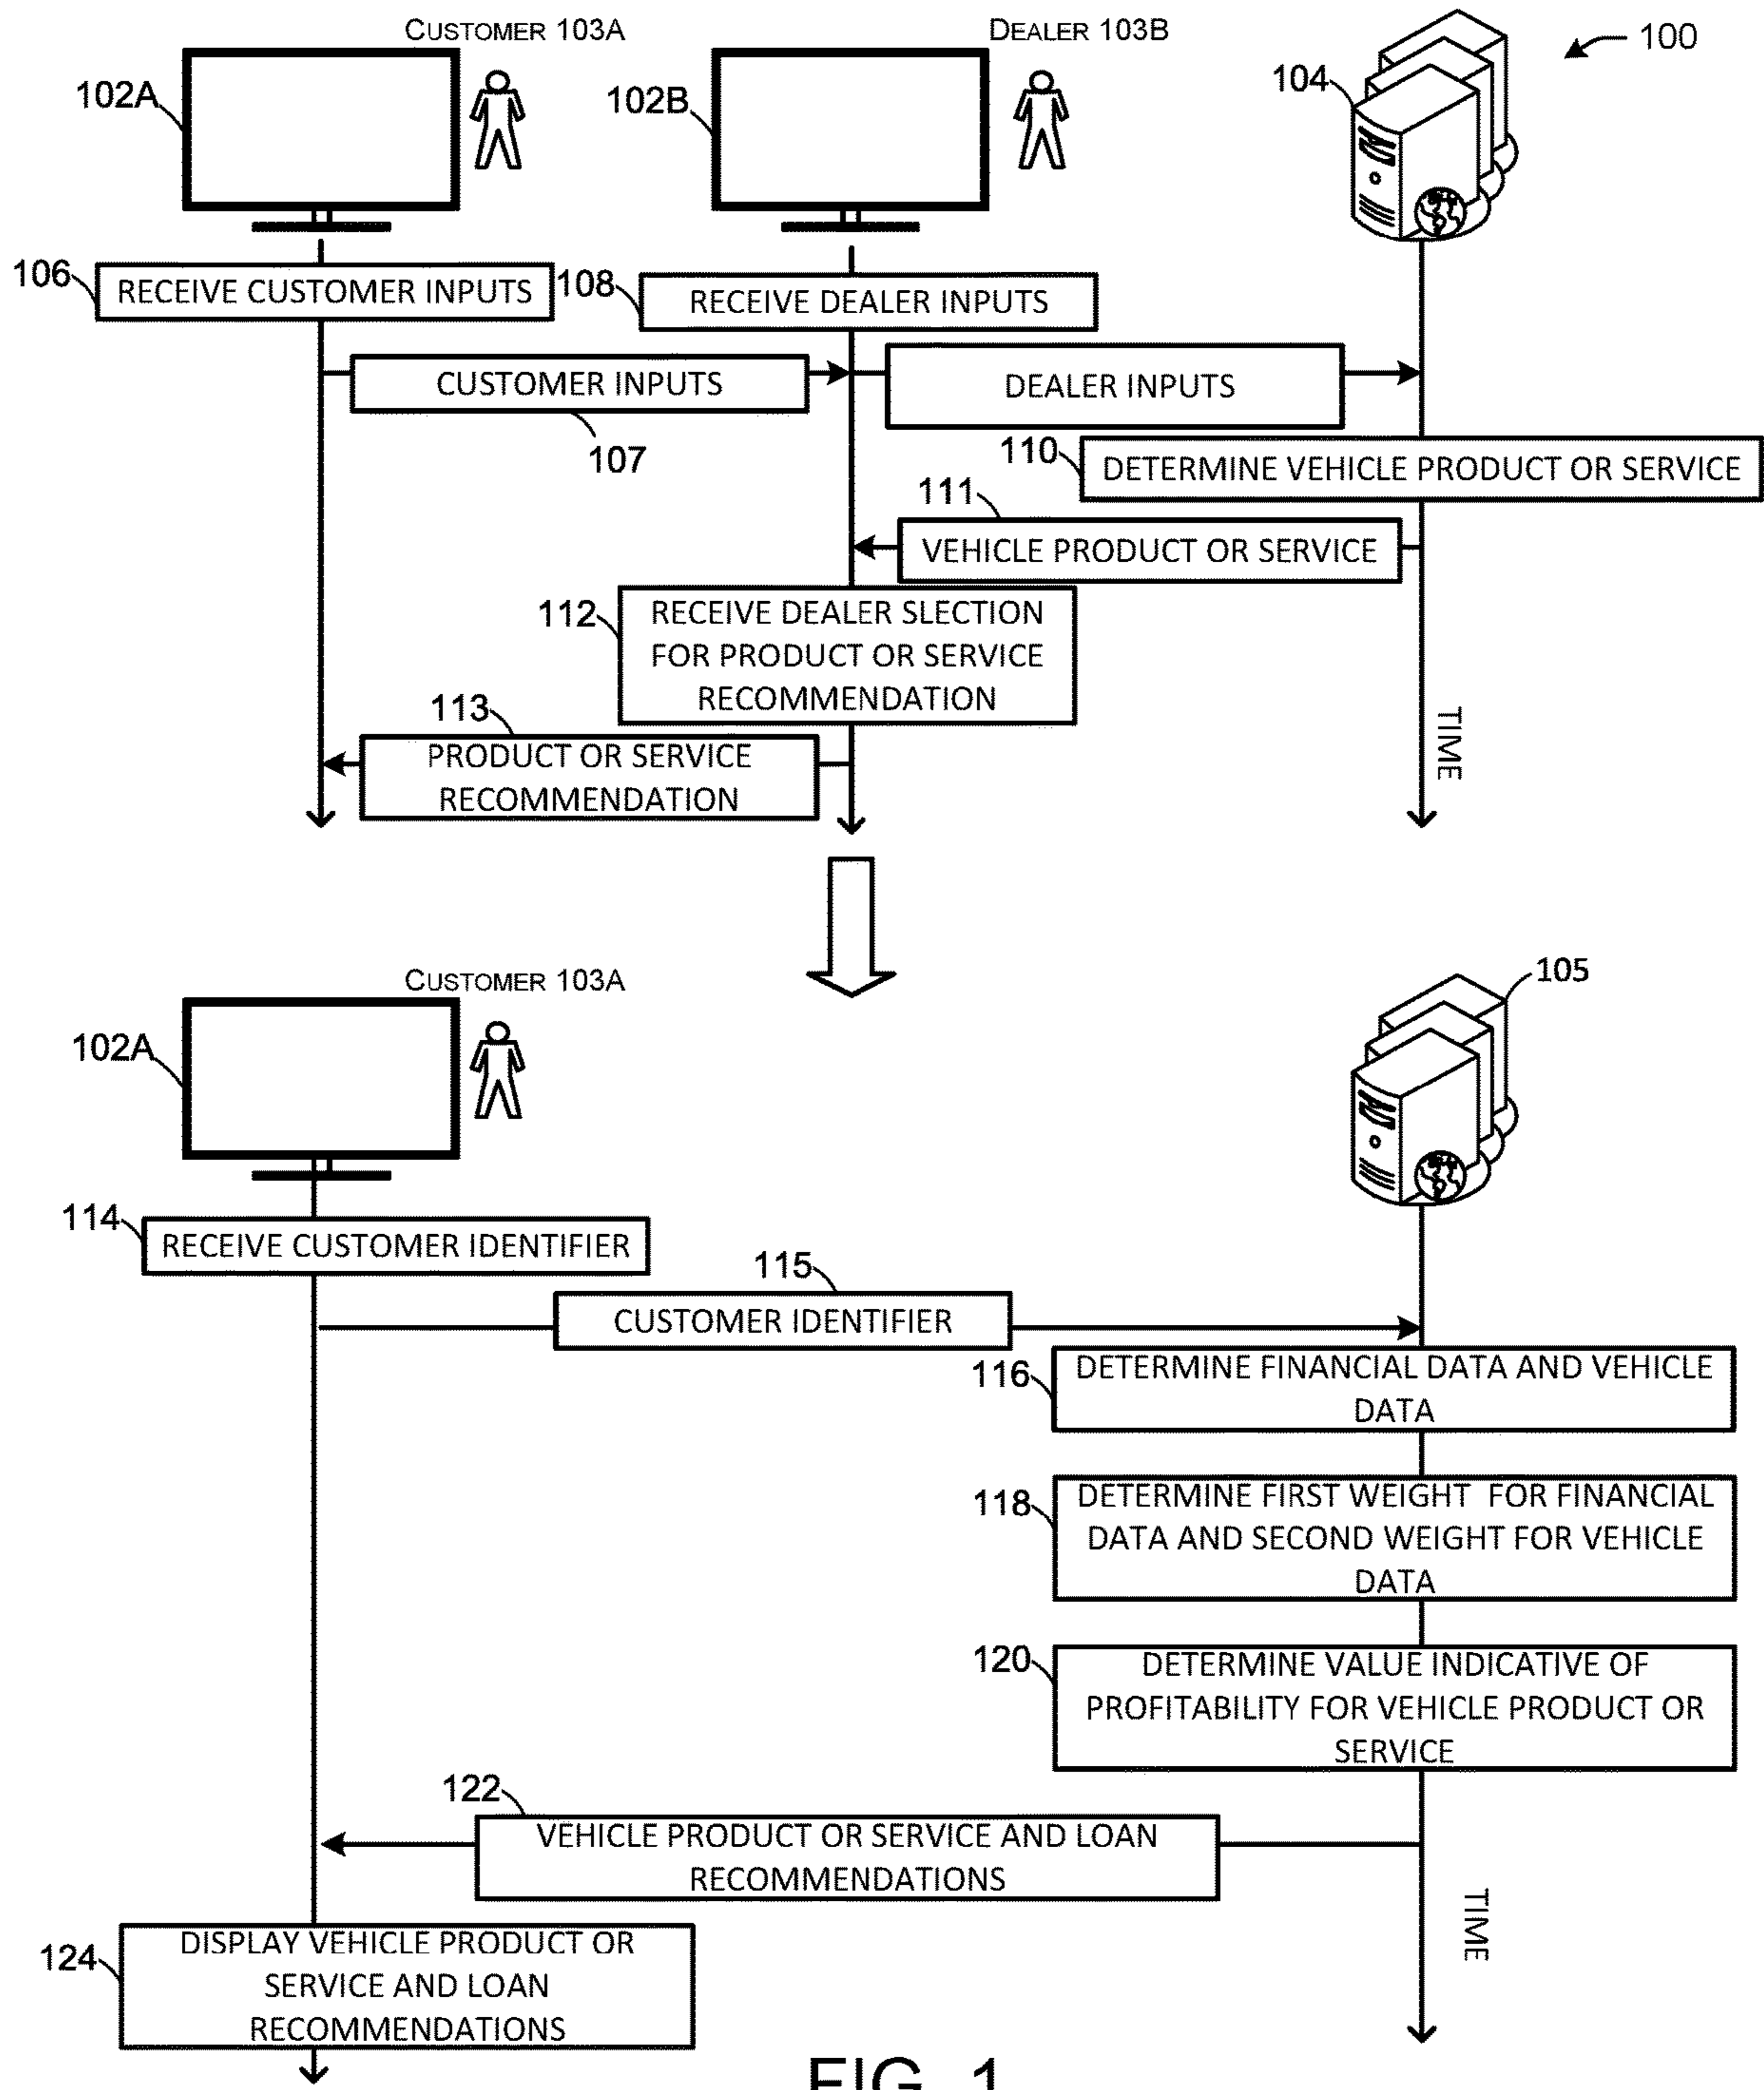 CUSTOMER 103A
DEALER 103B
100
102A
102B
104
106
RECEIVE CUSTOMER INPUTS
108
RECEIVE DEALER INPUTS
CUSTOMER INPUTS
DEALER INPUTS
107
110
DETERMINE VEHICLE PRODUCT OR SERVICE
111
VEHICLE PRODUCT OR SERVICE
112
RECEIVE DEALER SLECTION
FOR PRODUCT OR SERVICE
RECOMMENDATION
113
PRODUCT OR SERVICE
RECOMMENDATION
TIME
CUSTOMER 103A
102A
105
114
RECEIVE CUSTOMER IDENTIFIER
115
CUSTOMER IDENTIFIER
116
DETERMINE FINANCIAL DATA AND VEHICLE
DATA
118
DETERMINE FIRST WEIGHT FOR FINANCIAL
DATA AND SECOND WEIGHT FOR VEHICLE
DATA
120
DETERMINE VALUE INDICATIVE OF
PROFITABILITY FOR VEHICLE PRODUCT OR
SERVICE
122
VEHICLE PRODUCT OR SERVICE AND LOAN
RECOMMENDATIONS
TIME
124
DISPLAY VEHICLE PRODUCT OR
SERVICE AND LOAN
RECOMMENDATIONS
FIG. 1